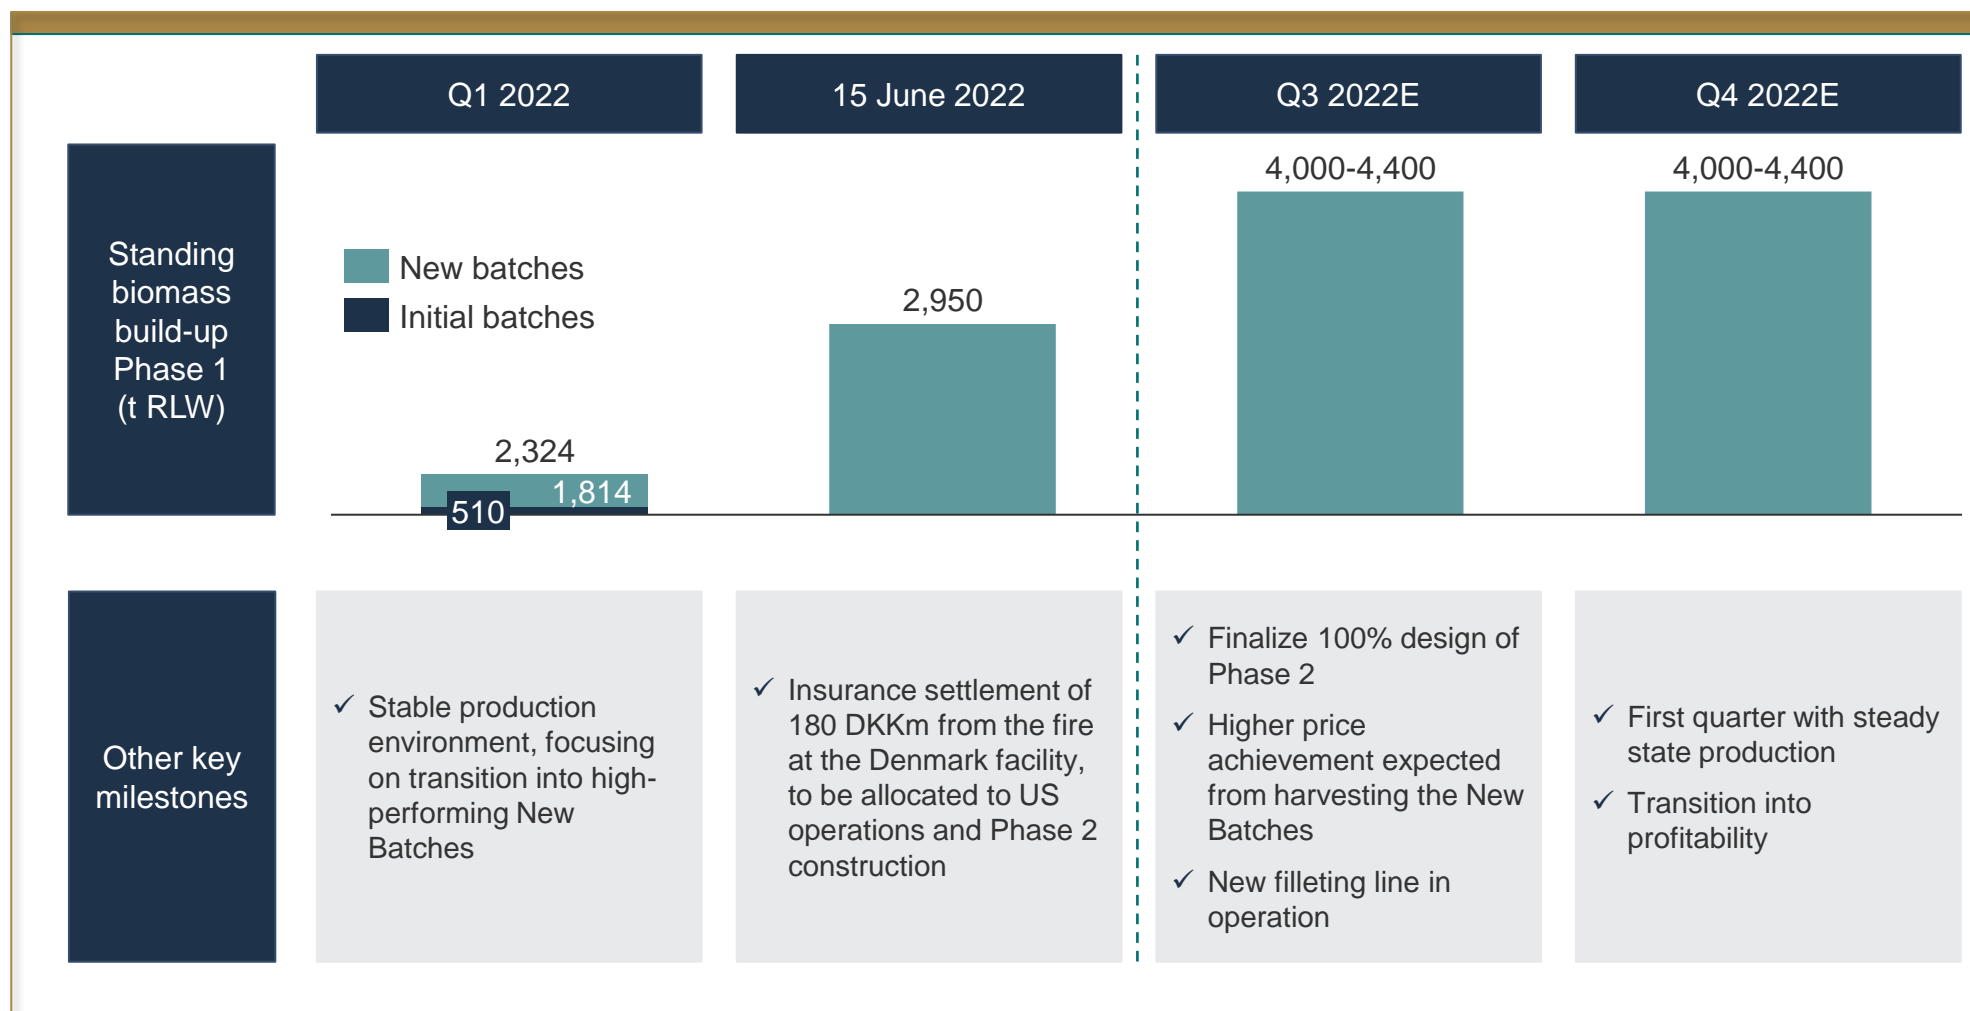 Q1 2022
15 June 2022
Q3 2022E
Q4 2022E
Standing
biomass
build-up
Phase 1
(t RLW)
New batches
Initial batches
2,324
1,814
510
2,950
4,000-4,400
4,000-4,400
Other key
milestones
✓ Stable production
environment, focusing
on transition into high-
performing New
Batches
✓ Insurance settlement of
180 DKKm from the fire
at the Denmark facility,
to be allocated to US
operations and Phase 2
construction
✓ Finalize 100% design of
Phase 2
✓ Higher price
achievement expected
from harvesting the New
Batches
✓ New filleting line in
operation
✓ First quarter with steady
state production
✓ Transition into
profitability